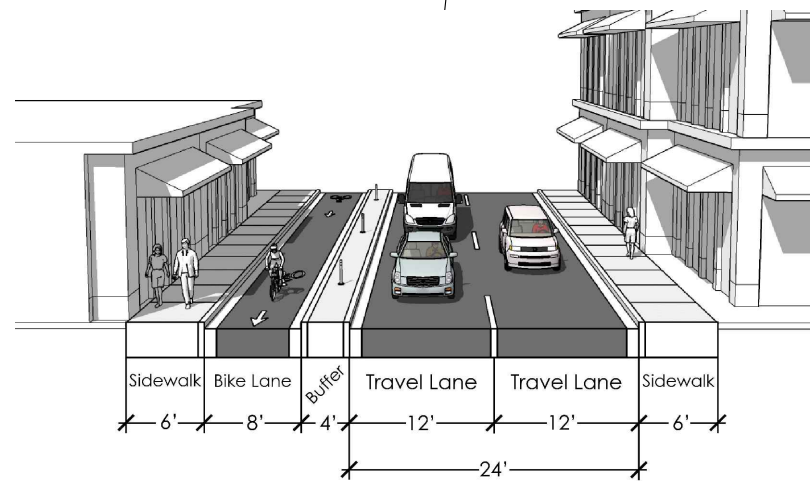 Sidewalk Bike Lane Buffer Travel Lane Travel Lane Sidewalk
6' 8' 4' 12' 12' 6'
24'